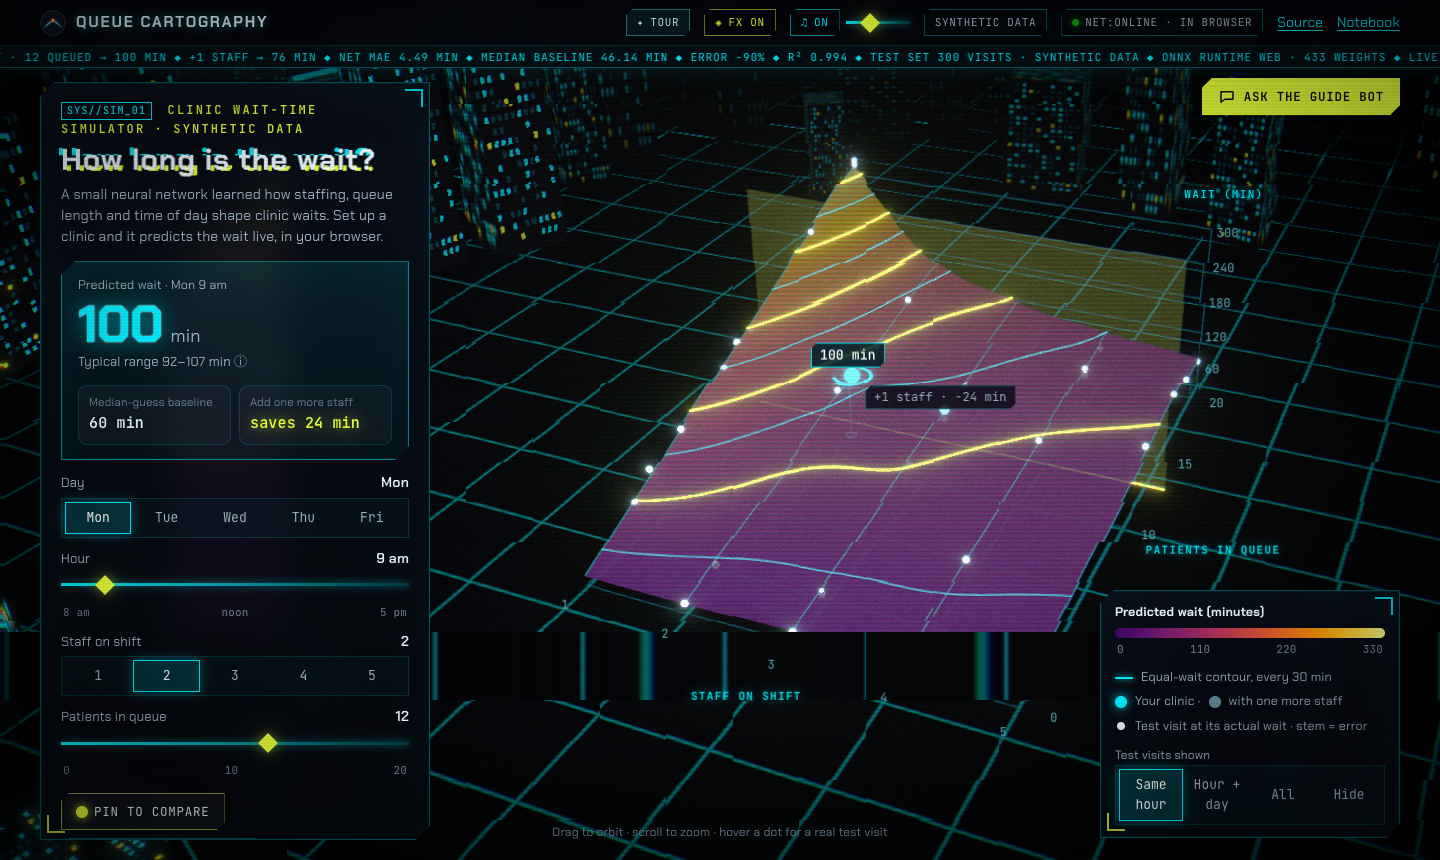 QUEUE CARTOGRAPHY
✦ TOUR
◈ FX ON
♫ ON
SYNTHETIC DATA
NET:ONLINE · IN BROWSER
Source
Notebook
· 12 QUEUED → 100 MIN ◆ +1 STAFF → 76 MIN ◆ NET MAE 4.49 MIN ◆ MEDIAN BASELINE 46.14 MIN ◆ ERROR -90% ◆ R² 0.994 ◆ TEST SET 300 VISITS · SYNTHETIC DATA ◆ ONNX RUNTIME WEB · 433 WEIGHTS ◆ LIVE
ASK THE GUIDE BOT
SYS//SIM_01 CLINIC WAIT-TIME
SIMULATOR · SYNTHETIC DATA
How long is the wait?
A small neural network learned how staffing, queue
length and time of day shape clinic waits. Set up a
clinic and it predicts the wait live, in your browser.
Predicted wait · Mon 9 am
100 min
Typical range 92–107 min ⓘ
Median-guess baseline
60 min
Add one more staff
saves 24 min
Day Mon
Mon Tue Wed Thu Fri
Hour 9 am
8 am noon 5 pm
Staff on shift 2
1 2 3 4 5
Patients in queue 12
0 10 20
PIN TO COMPARE
WAIT (MIN)
300
240
180
120
60
20
15
10
PATIENTS IN QUEUE
100 min
+1 staff · -24 min
1
2
3
4
5
0
STAFF ON SHIFT
Drag to orbit · scroll to zoom · hover a dot for a real test visit
Predicted wait (minutes)
0 110 220 330
Equal-wait contour, every 30 min
Your clinic · with one more staff
Test visit at its actual wait · stem = error
Test visits shown
Same hour
Hour + day
All
Hide